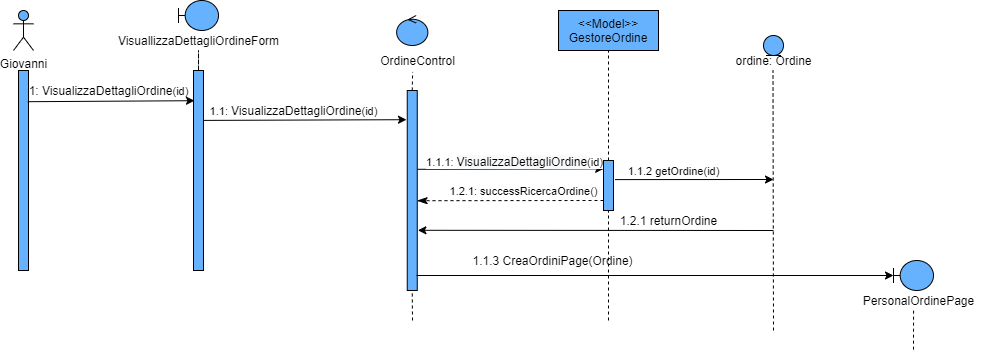 <<Model>>
GestoreOrdine
VisuallizzaDettagliOrdineForm
Giovanni
OrdineControl
ordine: Ordine
1: VisualizzaDettagliOrdine(id)
1.1: VisualizzaDettagliOrdine(id)
1.1.1: VisualizzaDettagliOrdine(id)
1.1.2 getOrdine(id)
1.2.1: successRicercaOrdine()
1.2.1 returnOrdine
1.1.3 CreaOrdiniPage(Ordine)
PersonalOrdinePage